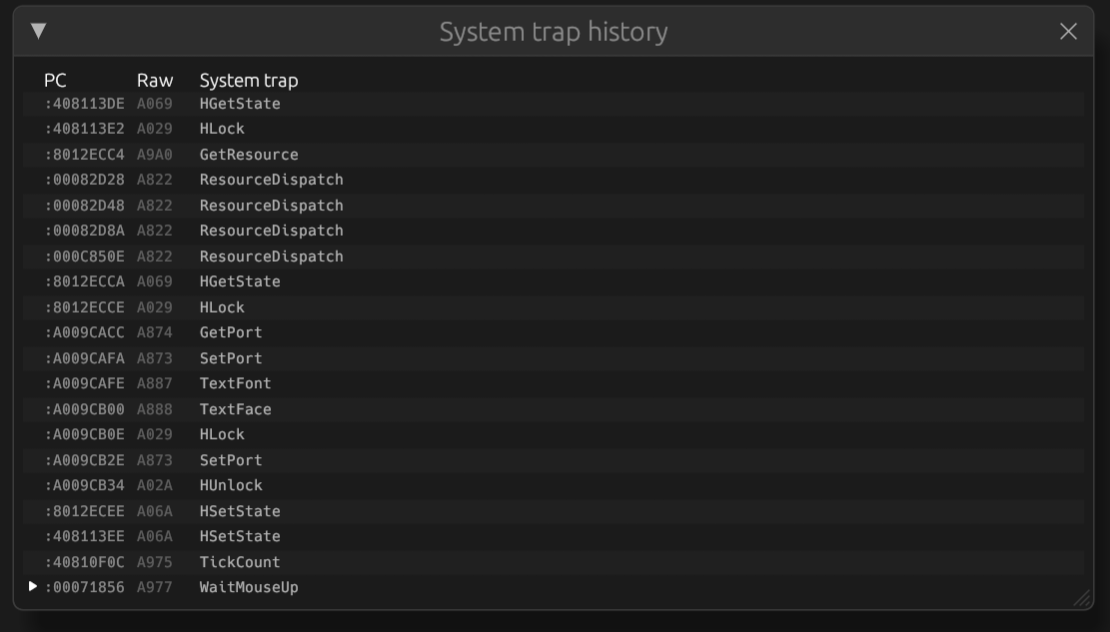 System trap history
PC Raw System trap
:408113DE A069 HGetState
:408113E2 A029 HLock
:8012ECC4 A9A0 GetResource
:00082D28 A822 ResourceDispatch
:00082D48 A822 ResourceDispatch
:00082D8A A822 ResourceDispatch
:000C850E A822 ResourceDispatch
:8012ECCA A069 HGetState
:8012ECCE A029 HLock
:A009CACC A874 GetPort
:A009CAFA A873 SetPort
:A009CAFE A887 TextFont
:A009CB00 A888 TextFace
:A009CB0E A029 HLock
:A009CB2E A873 SetPort
:A009CB34 A02A HUnlock
:8012ECEE A06A HSetState
:408113EE A06A HSetState
:40810F0C A975 TickCount
:00071856 A977 WaitMouseUp